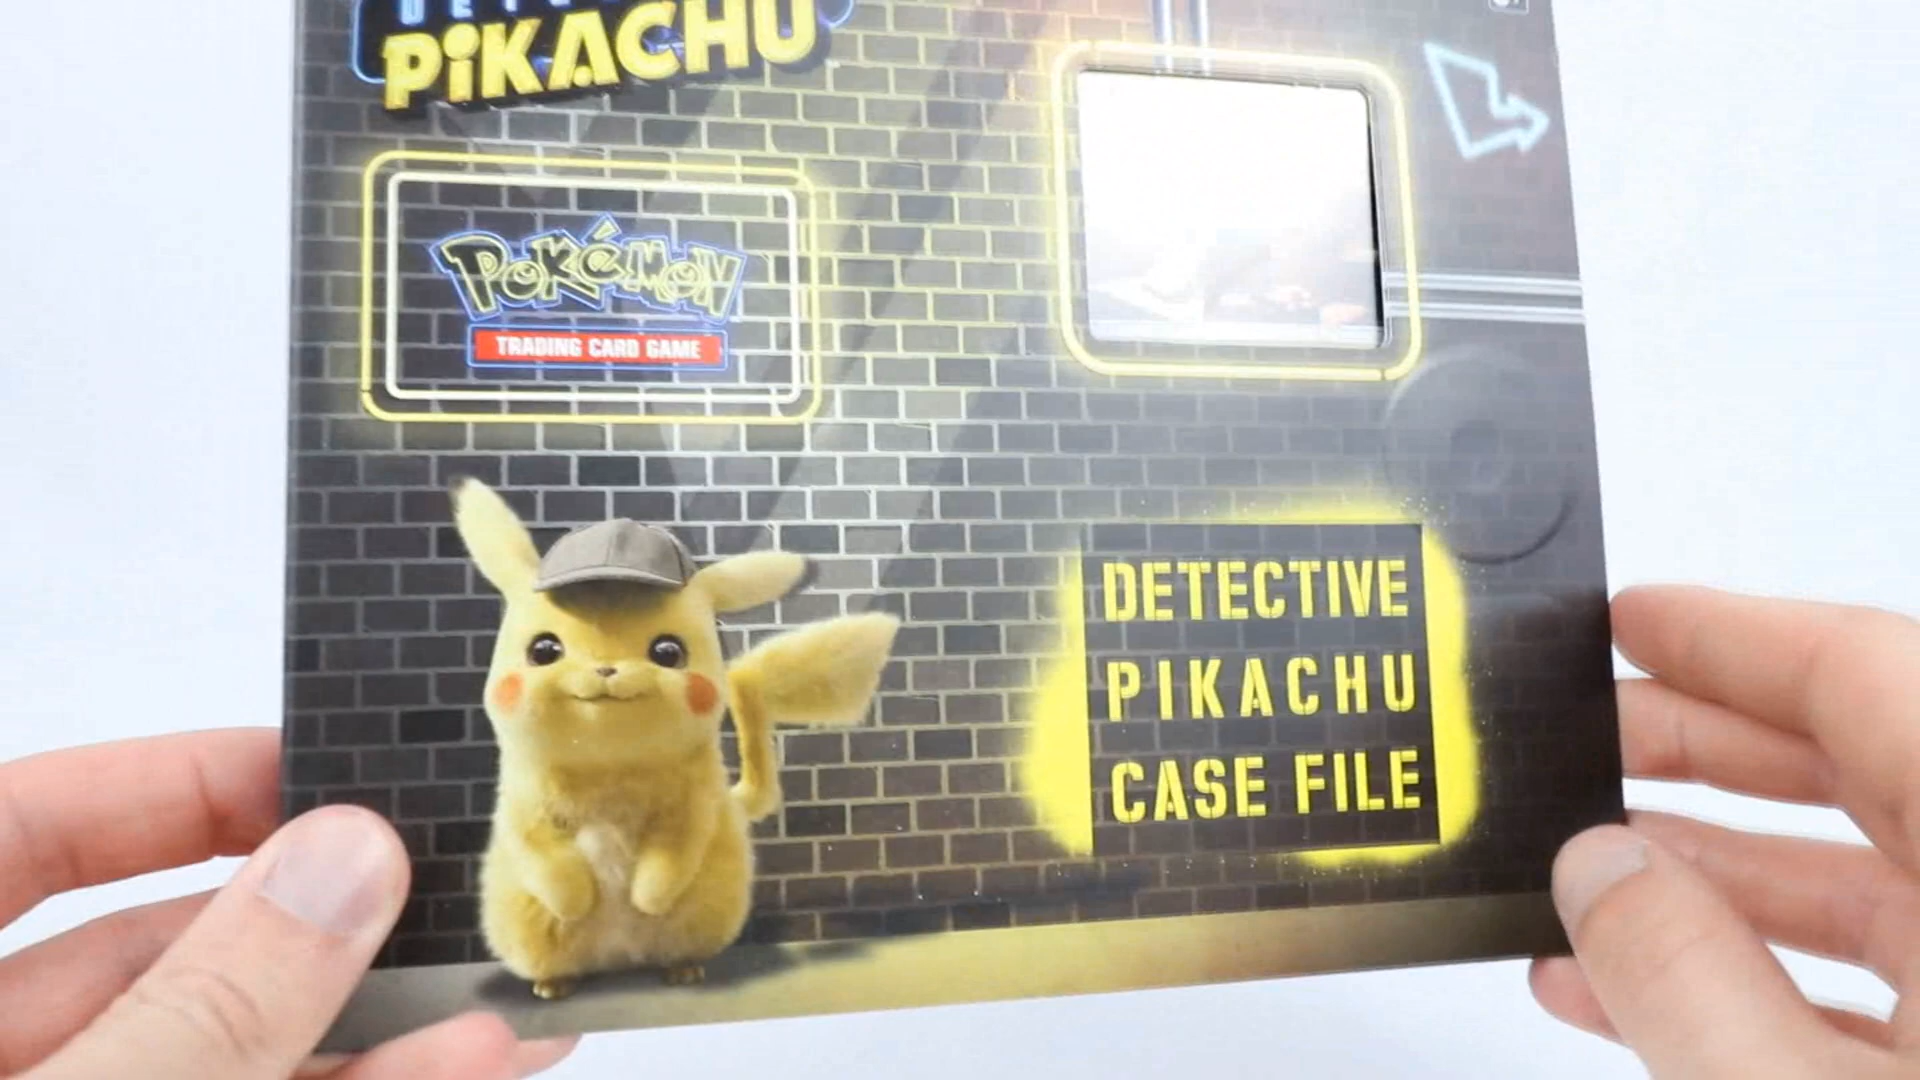 PiKACHU
POKéMON
TRADING CARD GAME
DETECTIVE
PIKACHU
CASE FILE